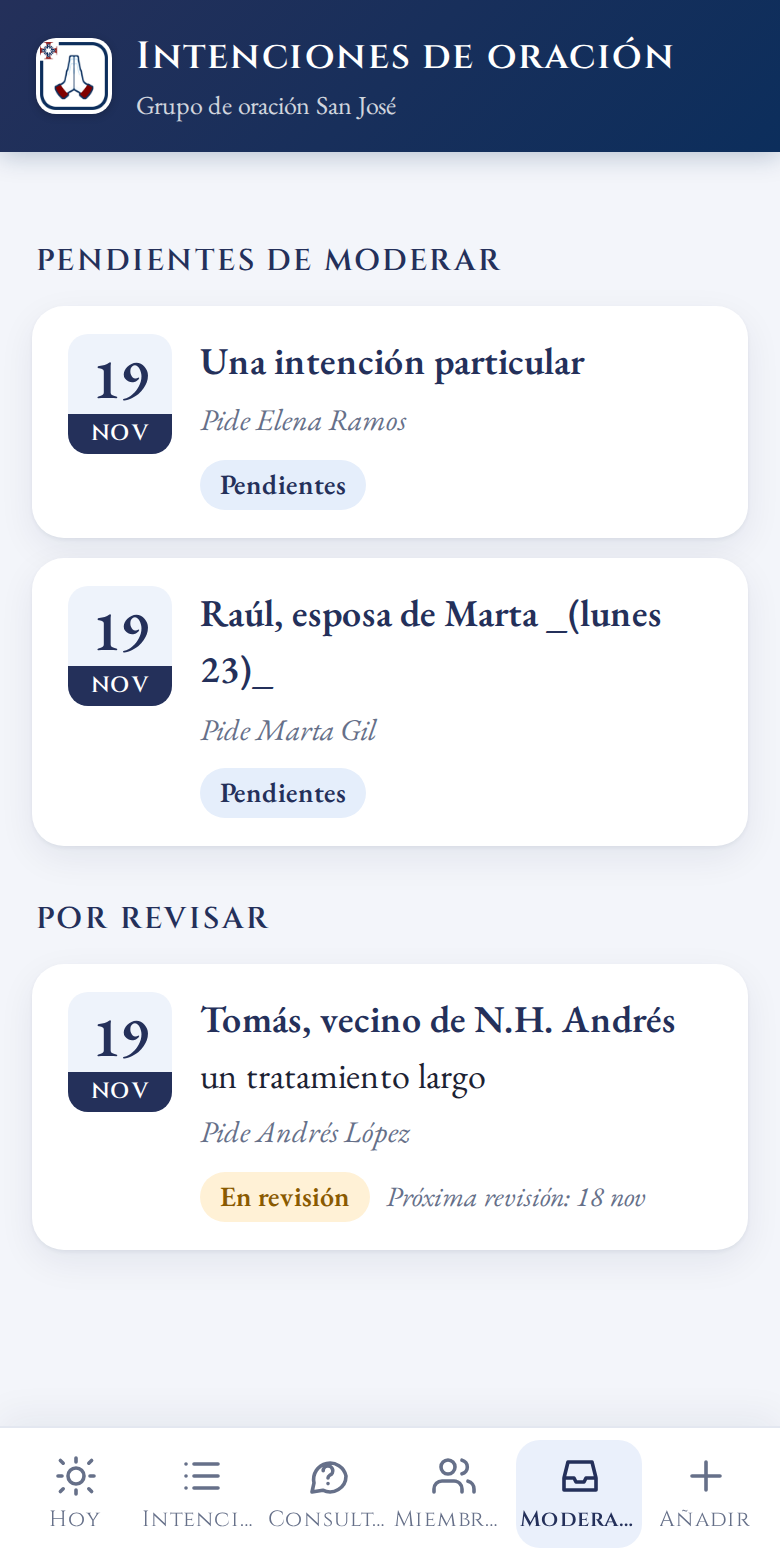 Intenciones de oración
Grupo de oración San José
Pendientes de moderar
19
NOV
Una intención particular
Pide Elena Ramos
Pendientes
19
NOV
Raúl, esposa de Marta _(lunes
23)_
Pide Marta Gil
Pendientes
Por revisar
19
NOV
Tomás, vecino de N.H. Andrés
un tratamiento largo
Pide Andrés López
En revisión
Próxima revisión: 18 nov
Hoy
Intenci…
Consult…
Miembr…
Modera…
Añadir